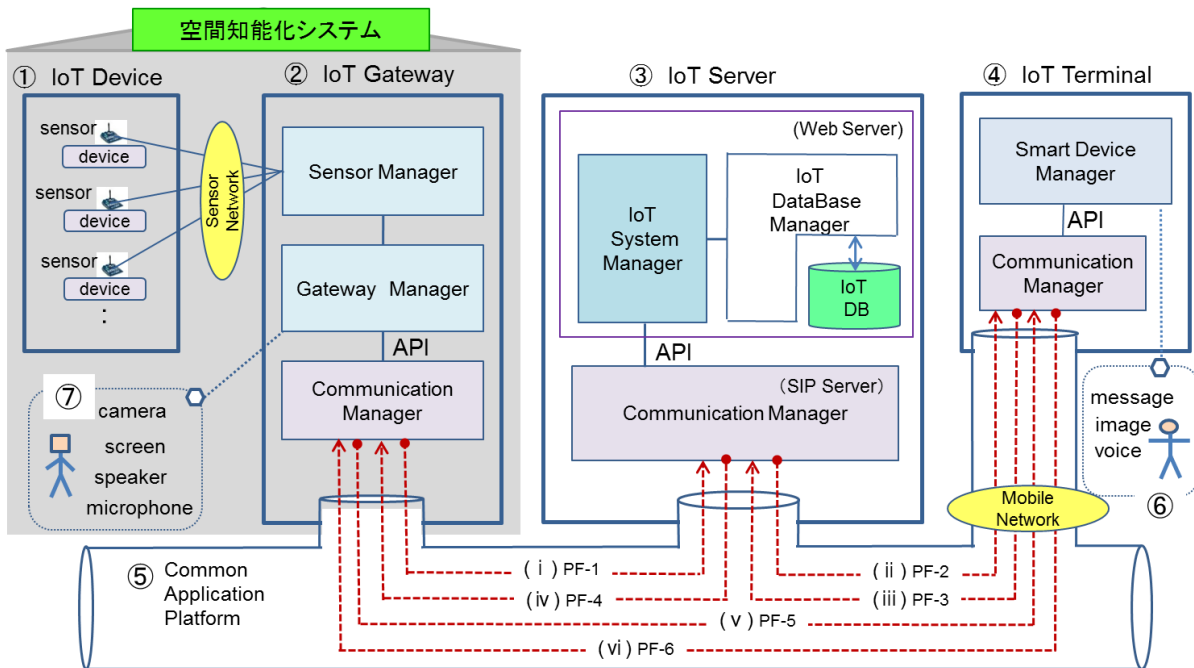 空間知能化システム
① IoT Device
② IoT Gateway
③ IoT Server
④ IoT Terminal
sensor
device
sensor
device
sensor
device
:
Sensor
Network
Sensor Manager
Gateway Manager
API
Communication
Manager
(Web Server)
IoT
System
Manager
IoT
DataBase
Manager
IoT
DB
API
(SIP Server)
Communication Manager
Smart Device
Manager
API
Communication
Manager
⑦
camera
screen
speaker
microphone
message
image
voice
⑥
Mobile
Network
⑤ Common
Application
Platform
(ⅰ) PF-1
(ⅱ) PF-2
(ⅳ) PF-4
(ⅲ) PF-3
(ⅴ) PF-5
(ⅵ) PF-6